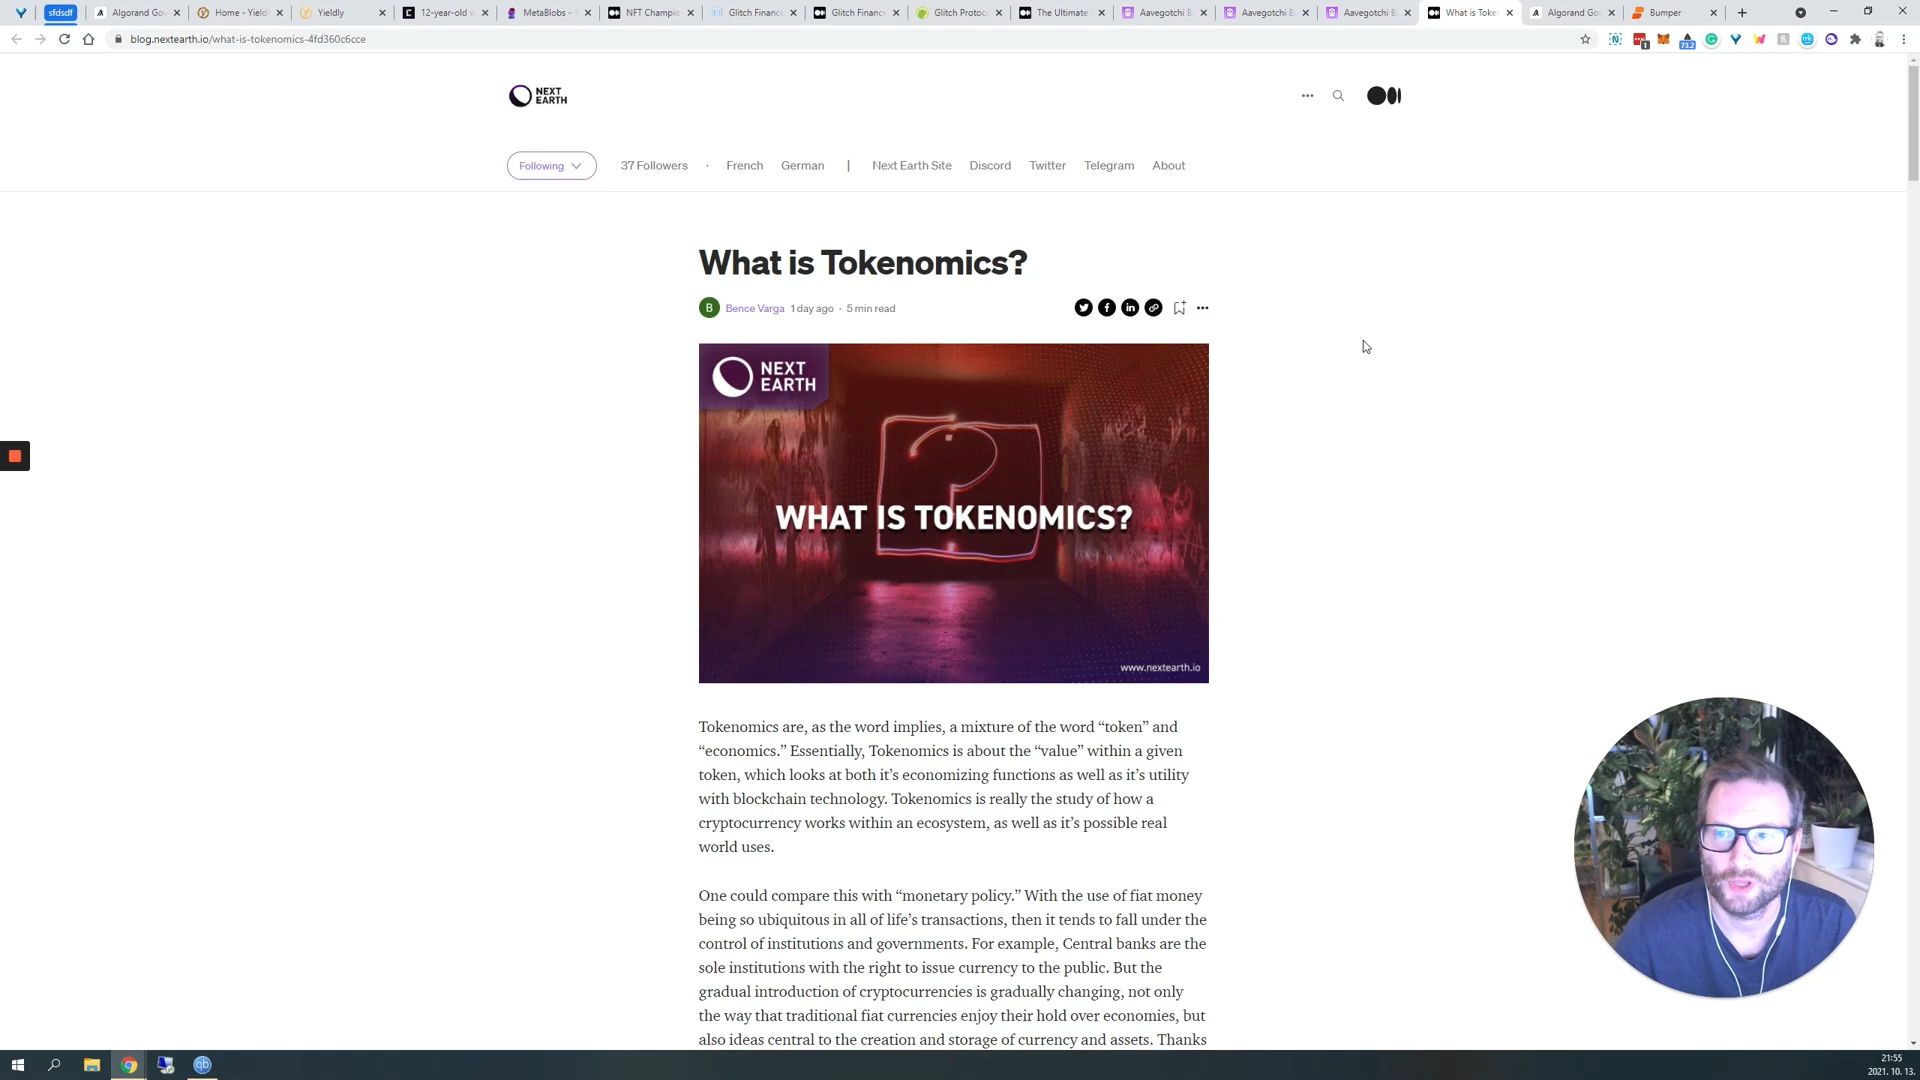 sfdsdf
Algorand Gov
Home - Yield
Yieldly
12-year-old w
MetaBlobs -
NFT Champio
Glitch Financ
Glitch Financ
Glitch Protoc
The Ultimate
Aavegotchi B
Aavegotchi B
Aavegotchi B
What is Toke
Algorand Go
Bumper
blog.nextearth.io/what-is-tokenomics-4fd360c6cce
1
73.2
NEXT
EARTH
Following
37 Followers · French German | Next Earth Site Discord Twitter Telegram About
What is Tokenomics?
B
Bence Varga 1 day ago · 5 min read
NEXT
EARTH
WHAT IS TOKENOMICS?
www.nextearth.io
Tokenomics are, as the word implies, a mixture of the word “token” and
“economics.” Essentially, Tokenomics is about the “value” within a given
token, which looks at both it’s economizing functions as well as it’s utility
with blockchain technology. Tokenomics is really the study of how a
cryptocurrency works within an ecosystem, as well as it’s possible real
world uses.
One could compare this with “monetary policy.” With the use of fiat money
being so ubiquitous in all of life’s transactions, then it tends to fall under the
control of institutions and governments. For example, Central banks are the
sole institutions with the right to issue currency to the public. But the
gradual introduction of cryptocurrencies is gradually changing, not only
the way that traditional fiat currencies enjoy their hold over economies, but
also ideas central to the creation and storage of currency and assets. Thanks
qb
21:55
2021. 10. 13.